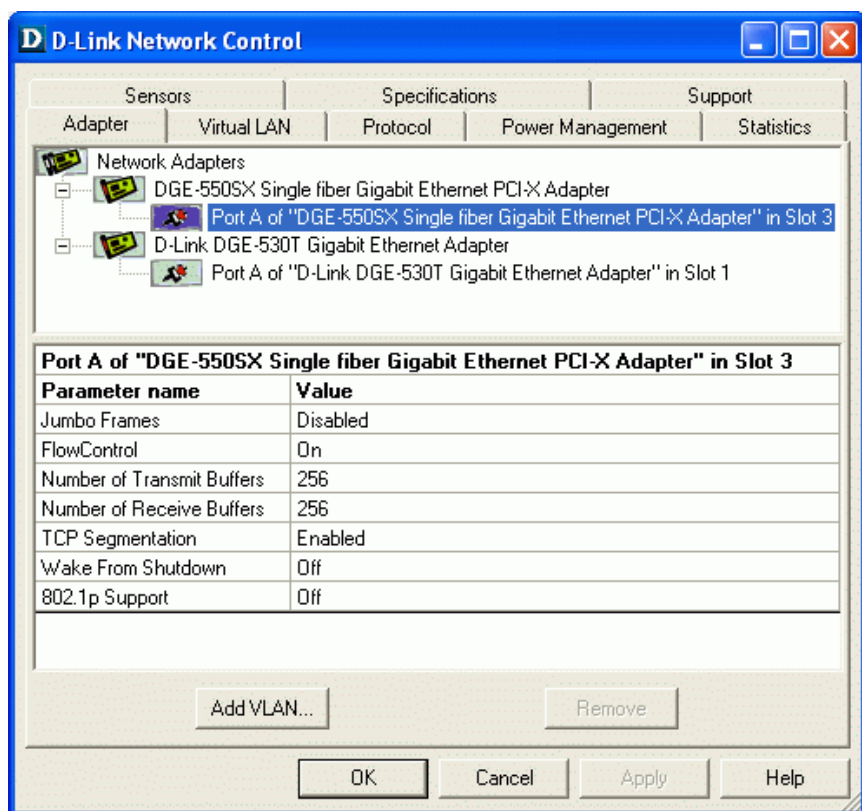 D D-Link Network Control
Sensors Specifications Support
Adapter Virtual LAN Protocol Power Management Statistics
Network Adapters
DGE-550SX Single fiber Gigabit Ethernet PCI-X Adapter
Port A of "DGE-550SX Single fiber Gigabit Ethernet PCI-X Adapter" in Slot 3
D-Link DGE-530T Gigabit Ethernet Adapter
Port A of "D-Link DGE-530T Gigabit Ethernet Adapter" in Slot 1
Port A of "DGE-550SX Single fiber Gigabit Ethernet PCI-X Adapter" in Slot 3
Parameter name Value
Jumbo Frames Disabled
FlowControl On
Number of Transmit Buffers 256
Number of Receive Buffers 256
TCP Segmentation Enabled
Wake From Shutdown Off
802.1p Support Off
Add VLAN... Remove
OK Cancel Apply Help